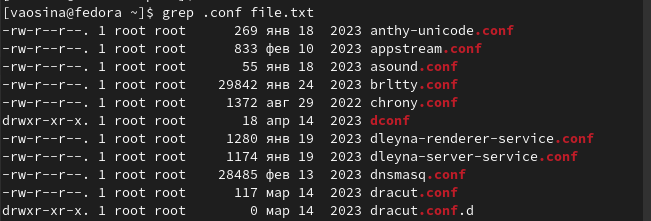 [vaosina@fedora ~]$ grep .conf file.txt
-rw-r--r--. 1 root root     269 янв 18  2023 anthy-unicode.conf
-rw-r--r--. 1 root root     833 фев 10  2023 appstream.conf
-rw-r--r--. 1 root root      55 янв 18  2023 asound.conf
-rw-r--r--. 1 root root   29842 янв 24  2023 brltty.conf
-rw-r--r--. 1 root root    1372 авг 29  2022 chrony.conf
drwxr-xr-x. 1 root root      18 апр 14  2023 dconf
-rw-r--r--. 1 root root    1280 янв 19  2023 dleyna-renderer-service.conf
-rw-r--r--. 1 root root    1174 янв 19  2023 dleyna-server-service.conf
-rw-r--r--. 1 root root   28485 фев 13  2023 dnsmasq.conf
-rw-r--r--. 1 root root     117 мар 14  2023 dracut.conf
drwxr-xr-x. 1 root root       0 мар 14  2023 dracut.conf.d